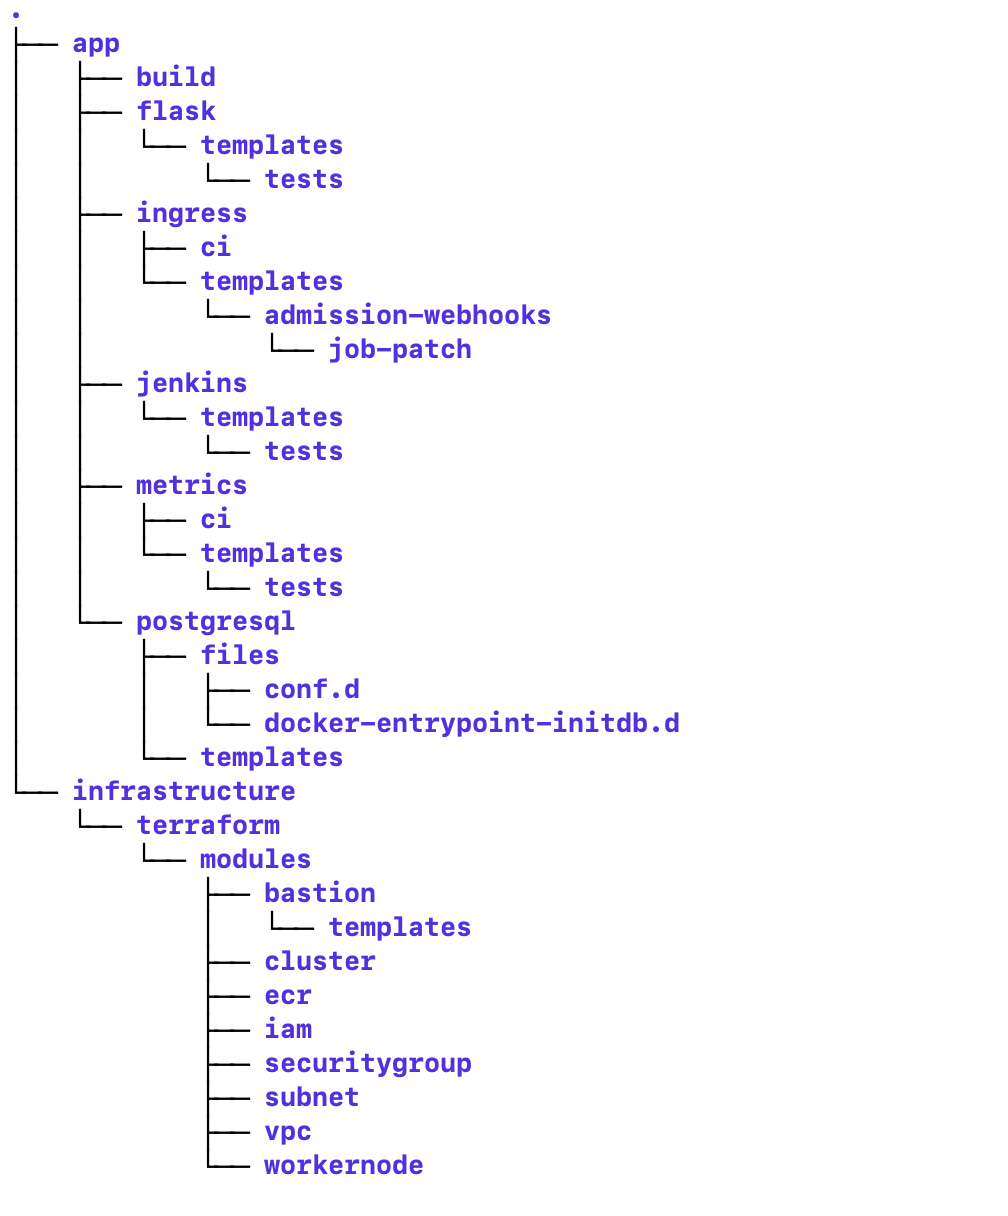 .
├── app
│   ├── build
│   ├── flask
│   │   └── templates
│   │       └── tests
│   ├── ingress
│   │   ├── ci
│   │   └── templates
│   │       └── admission-webhooks
│   │           └── job-patch
│   ├── jenkins
│   │   └── templates
│   │       └── tests
│   ├── metrics
│   │   ├── ci
│   │   └── templates
│   │       └── tests
│   └── postgresql
│       ├── files
│       │   ├── conf.d
│       │   └── docker-entrypoint-initdb.d
│       └── templates
└── infrastructure
    └── terraform
        └── modules
            ├── bastion
            │   └── templates
            ├── cluster
            ├── ecr
            ├── iam
            ├── securitygroup
            ├── subnet
            ├── vpc
            └── workernode